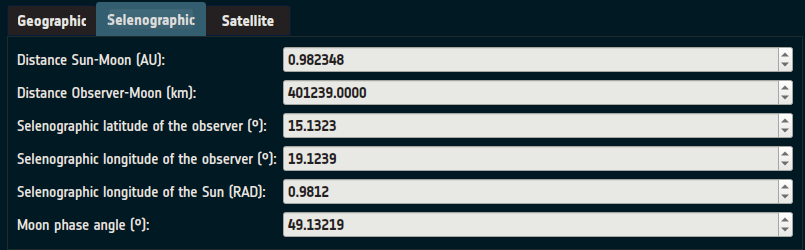 Geographic Selenographic Satellite
Distance Sun-Moon (AU): 0.982348
Distance Observer-Moon (km): 401239.0000
Selenographic latitude of the observer (º): 15.1323
Selenographic longitude of the observer (º): 19.1239
Selenographic longitude of the Sun (RAD): 0.9812
Moon phase angle (º): 49.13219